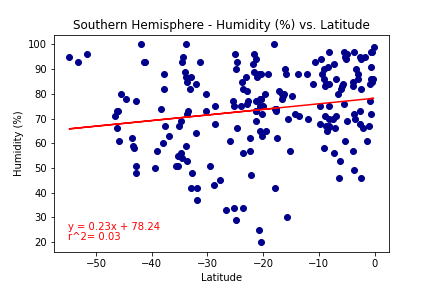 Southern Hemisphere - Humidity (%) vs. Latitude
Humidity (%)
100
90
80
70
60
50
40
30
20
y = 0.23x + 78.24
r^2= 0.03
−50 −40 −30 −20 −10 0
Latitude